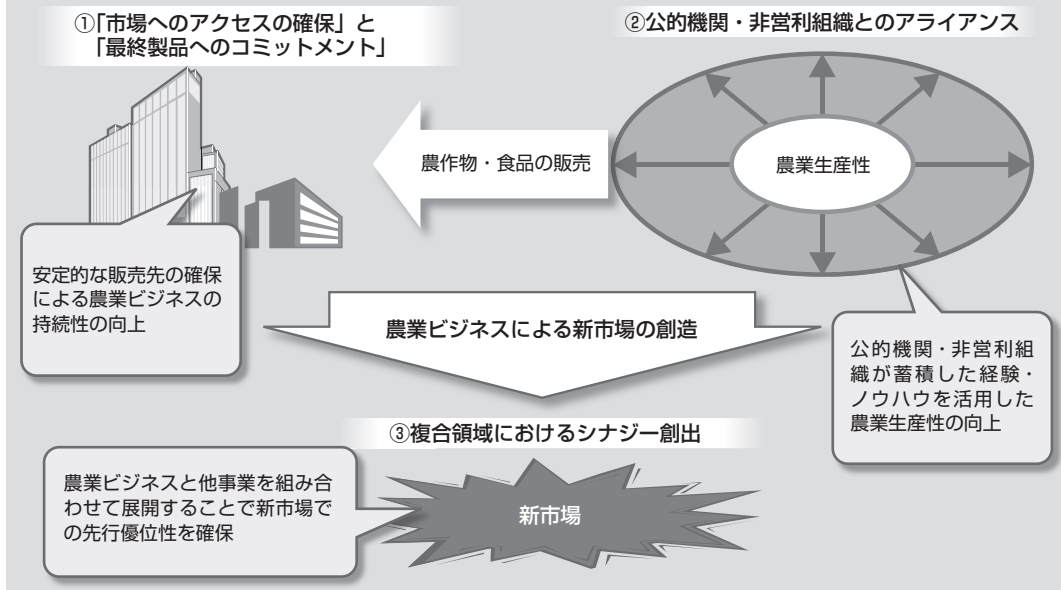 ①「市場へのアクセスの確保」と
「最終製品へのコミットメント」
②公的機関・非営利組織とのアライアンス
農作物・食品の販売
農業生産性
安定的な販売先の確保
による農業ビジネスの
持続性の向上
農業ビジネスによる新市場の創造
公的機関・非営利組
織が蓄積した経験・
ノウハウを活用した
農業生産性の向上
③複合領域におけるシナジー創出
農業ビジネスと他事業を組み合
わせて展開することで新市場で
の先行優位性を確保
新市場